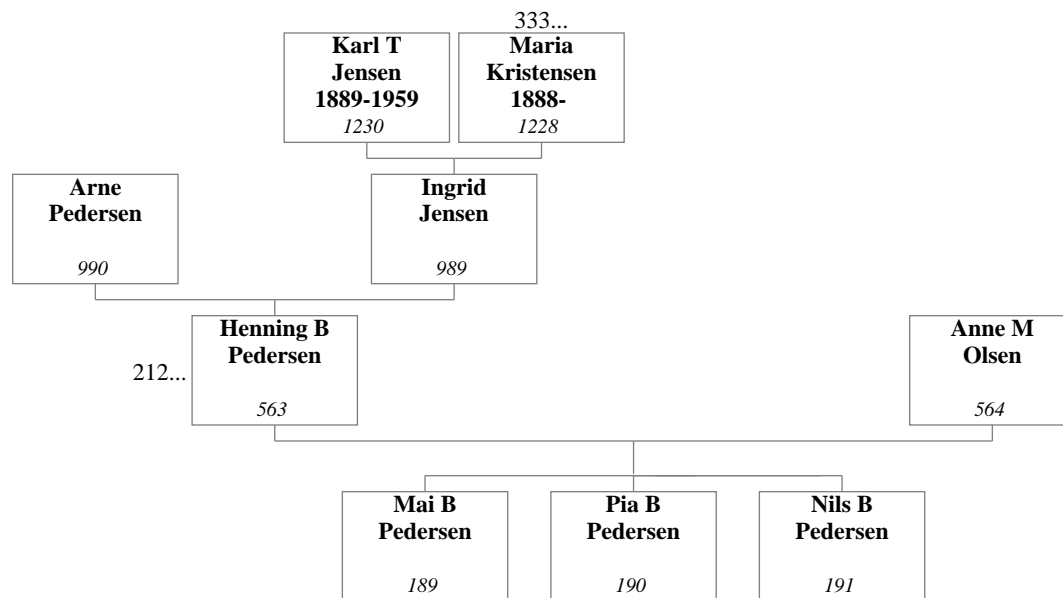 333...
Karl T
Jensen
1889-1959
1230
Maria
Kristensen
1888-
1228
Arne
Pedersen
990
Ingrid
Jensen
989
212...
Henning B
Pedersen
563
Anne M
Olsen
564
Mai B
Pedersen
189
Pia B
Pedersen
190
Nils B
Pedersen
191